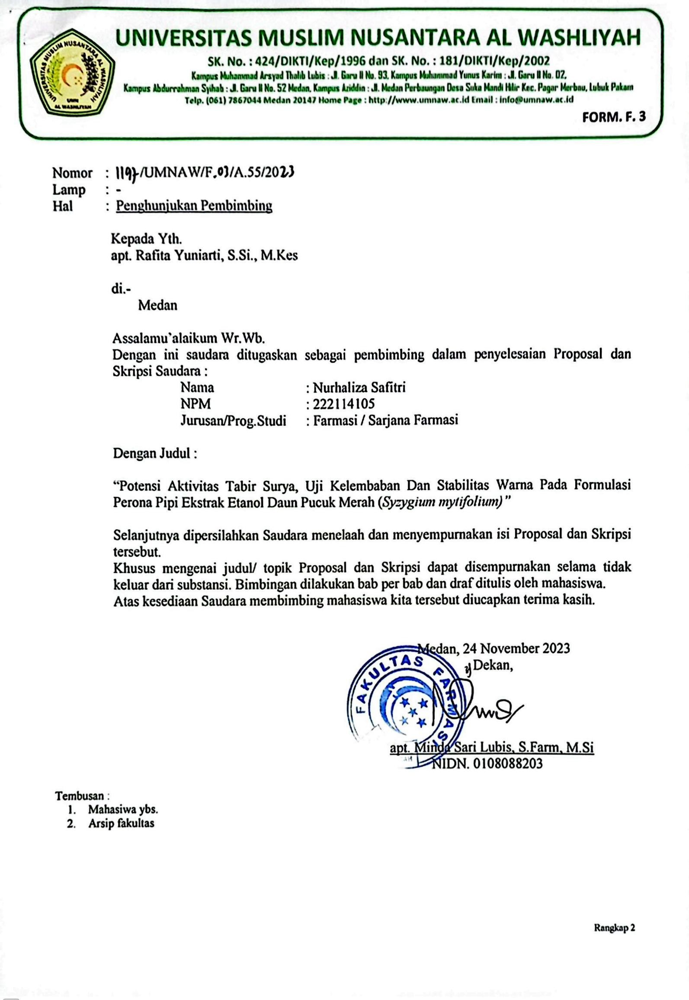 UNIVERSITAS MUSLIM NUSANTARA AL WASHLIYAH
UMN
AL WASHLIYAH
UNIVERSITAS MUSLIM NUSANTARA AL WASHLIYAH
SK. No. : 424/DIKTI/Kep/1996 dan SK. No. : 181/DIKTI/Kep/2002
Kampus Muhammad Arsyad Thalib Lubis : Jl. Garu II No. 93, Kampus Muhammad Yunus Karim : Jl. Garu II No. 02,
Kampus Abdurrahman Syihab : Jl. Garu II No. 52 Medan, Kampus Aziddin : Jl. Medan Perbaungan Desa Suka Mandi Hilir Kec. Pagar Merbau, Lubuk Pakam
Telp. (061) 7867044 Medan 20147 Home Page : http://www.umnaw.ac.id Email : info@umnaw.ac.id
FORM. F. 3
Nomor : 1197/UMNAW/F.03/A.55/2023
Lamp : -
Hal : Penghunjukan Pembimbing
Kepada Yth.
apt. Rafita Yuniarti, S.Si., M.Kes
di.-
Medan
Assalamu'alaikum Wr.Wb.
Dengan ini saudara ditugaskan sebagai pembimbing dalam penyelesaian Proposal dan
Skripsi Saudara :
Nama : Nurhaliza Safitri
NPM : 222114105
Jurusan/Prog.Studi : Farmasi / Sarjana Farmasi
Dengan Judul :
“Potensi Aktivitas Tabir Surya, Uji Kelembaban Dan Stabilitas Warna Pada Formulasi
Perona Pipi Ekstrak Etanol Daun Pucuk Merah (Syzygium mytifolium)”
Selanjutnya dipersilahkan Saudara menelaah dan menyempurnakan isi Proposal dan Skripsi
tersebut.
Khusus mengenai judul/ topik Proposal dan Skripsi dapat disempurnakan selama tidak
keluar dari substansi. Bimbingan dilakukan bab per bab dan draf ditulis oleh mahasiswa.
Atas kesediaan Saudara membimbing mahasiswa kita tersebut diucapkan terima kasih.
Medan, 24 November 2023
Dekan,
FAKULTAS FARMASI
apt. Minda Sari Lubis, S.Farm, M.Si
NIDN. 0108088203
Tembusan :
1. Mahasiwa ybs.
2. Arsip fakultas
Rangkap 2